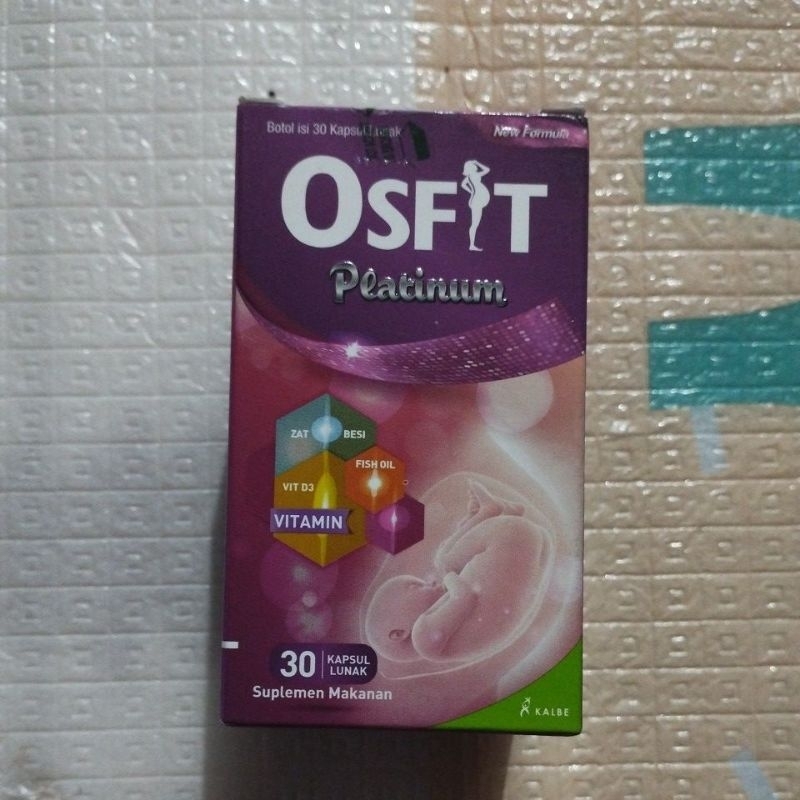 Botol isi 30 Kapsul Lunak
New Formula
OSFIT
Platinum
ZAT BESI
FISH OIL
VIT D3
VITAMIN
30 KAPSUL LUNAK
Suplemen Makanan
KALBE